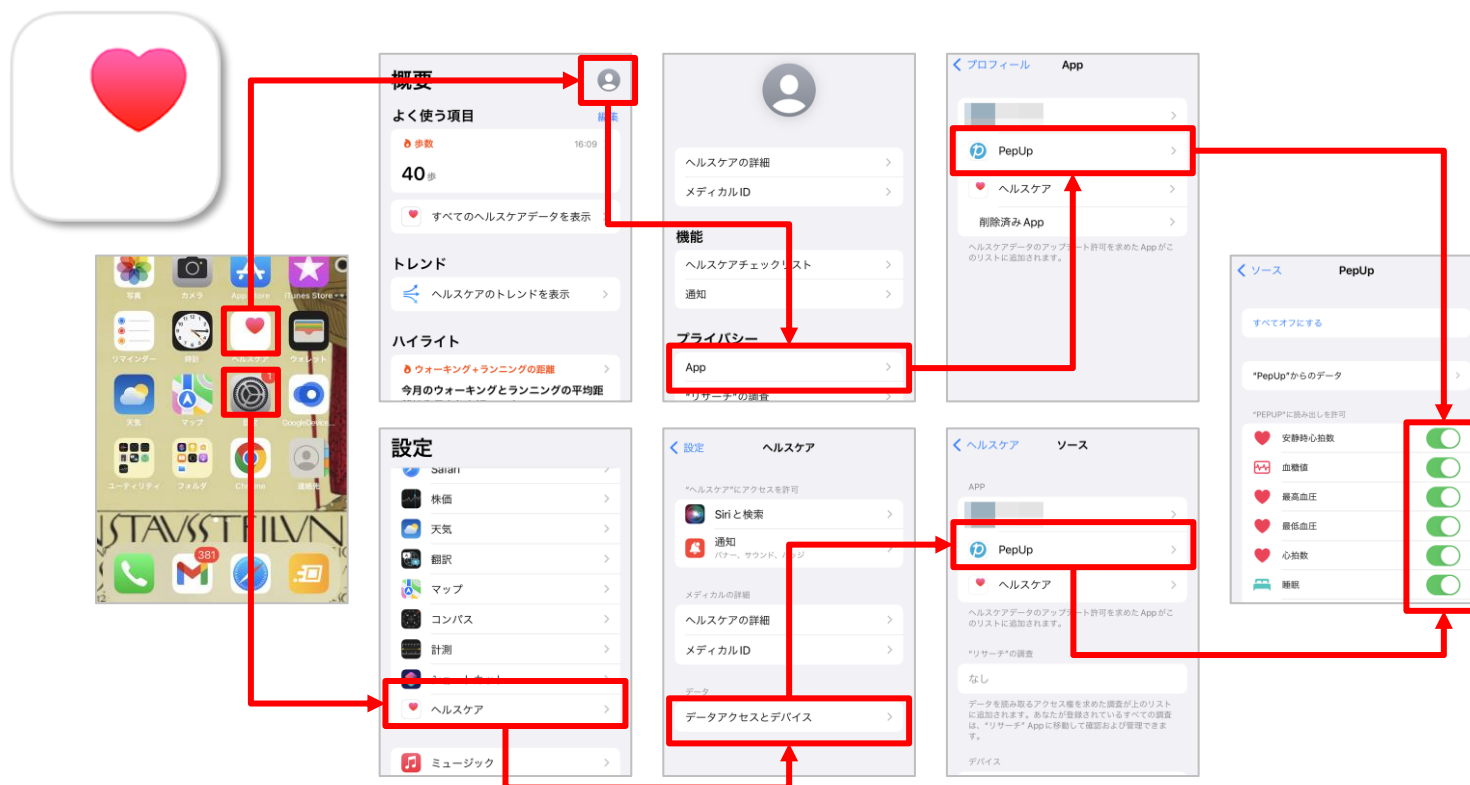 写真
カメラ
App Store
iTunes Store
リマインダー
時計
ヘルスケア
ウォレット
天気
マップ
設定
1
ユーティリティ
フォルダ
Chrome
連絡先
381
概要
よく使う項目
編集
歩数
16:09
40歩
すべてのヘルスケアデータを表示
トレンド
ヘルスケアのトレンドを表示
ハイライト
ウォーキング+ランニングの距離
今月のウォーキングとランニングの平均距
ヘルスケアの詳細
メディカルID
機能
ヘルスケアチェックリスト
通知
プライバシー
App
"リサーチ"の調査
プロフィール
App
PepUp
ヘルスケア
削除済み App
ヘルスケアデータのアップデート許可を求めた App がこ
のリストに追加されます。
設定
Safari
株価
天気
翻訳
マップ
コンパス
計測
ショートカット
ヘルスケア
ミュージック
設定
ヘルスケア
"ヘルスケア"にアクセスを許可
Siri と検索
通知
バナー、サウンド、バッジ
メディカルの詳細
ヘルスケアの詳細
メディカルID
データ
データアクセスとデバイス
ヘルスケア
ソース
APP
PepUp
ヘルスケア
ヘルスケアデータのアップデート許可を求めた App がこ
のリストに追加されます。
"リサーチ"の調査
なし
データを読み取るアクセス権を求めた調査が上のリスト
に追加されます。あなたが登録されているすべての調査
は、"リサーチ" Appに移動して確認および管理できま
す。
デバイス
ソース
PepUp
すべてオフにする
"PepUp"からのデータ
"PEPUP"に読み出しを許可
安静時心拍数
血糖値
最高血圧
最低血圧
心拍数
睡眠